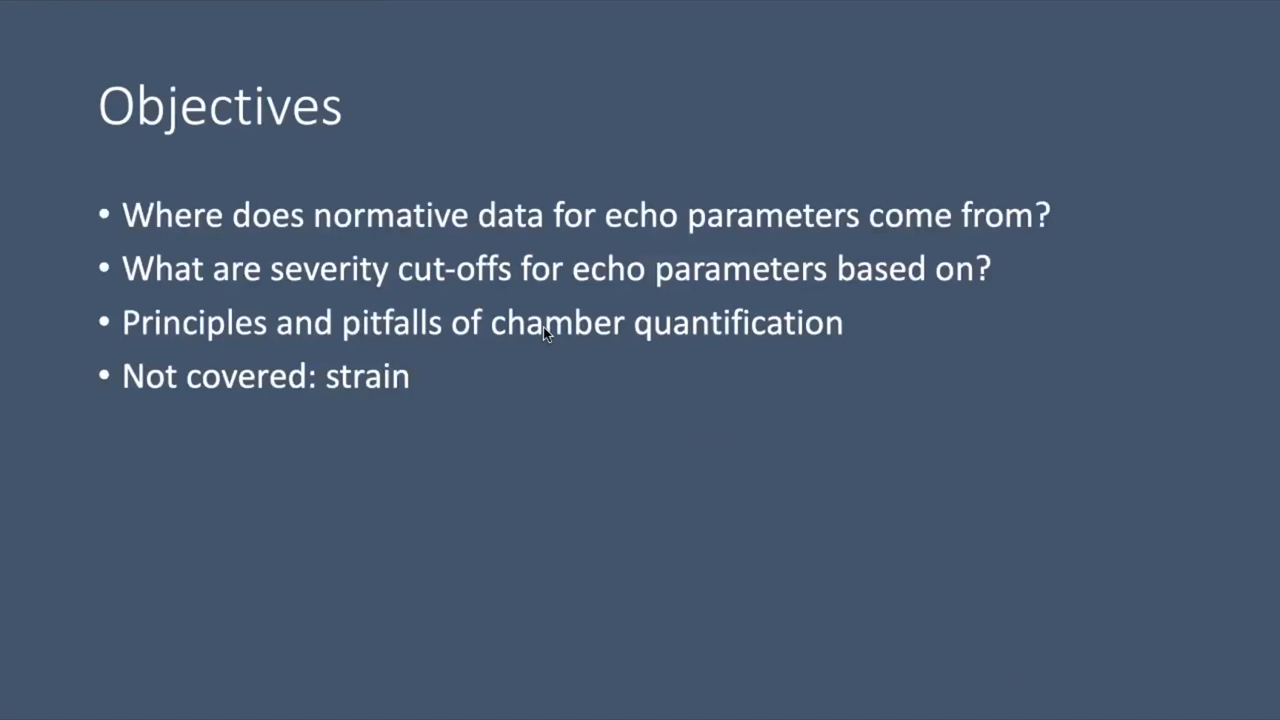 Objectives
• Where does normative data for echo parameters come from?
• What are severity cut-offs for echo parameters based on?
• Principles and pitfalls of chamber quantification
• Not covered: strain